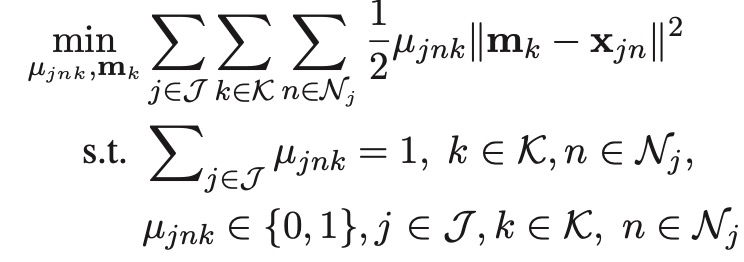 min_{μ_{jnk}, 𝐦_k} ∑_{j∈𝒥} ∑_{k∈𝒦} ∑_{n∈𝒩_j} \frac{1}{2} μ_{jnk} ‖𝐦_k − 𝐱_{jn}‖^2
s.t. ∑_{j∈𝒥} μ_{jnk} = 1, k ∈ 𝒦, n ∈ 𝒩_j,
μ_{jnk} ∈ {0, 1}, j ∈ 𝒥, k ∈ 𝒦, n ∈ 𝒩_j